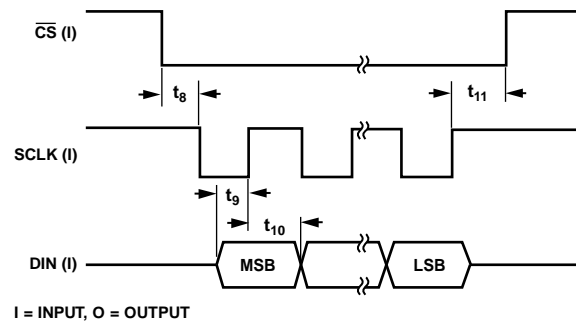 CS (I)
t8
t11
SCLK (I)
t9
t10
DIN (I)
MSB
LSB
I = INPUT, O = OUTPUT